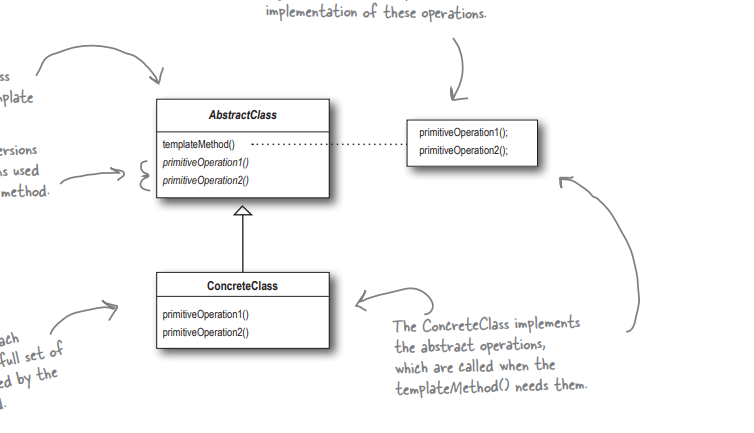 implementation of these operations.
ss
plate
AbstractClass
templateMethod()
primitiveOperation1()
primitiveOperation2()
primitiveOperation1();
primitiveOperation2();
ersions
s used
method.
ConcreteClass
primitiveOperation1()
primitiveOperation2()
The ConcreteClass implements
the abstract operations,
which are called when the
templateMethod() needs them.
ach
full set of
ed by the